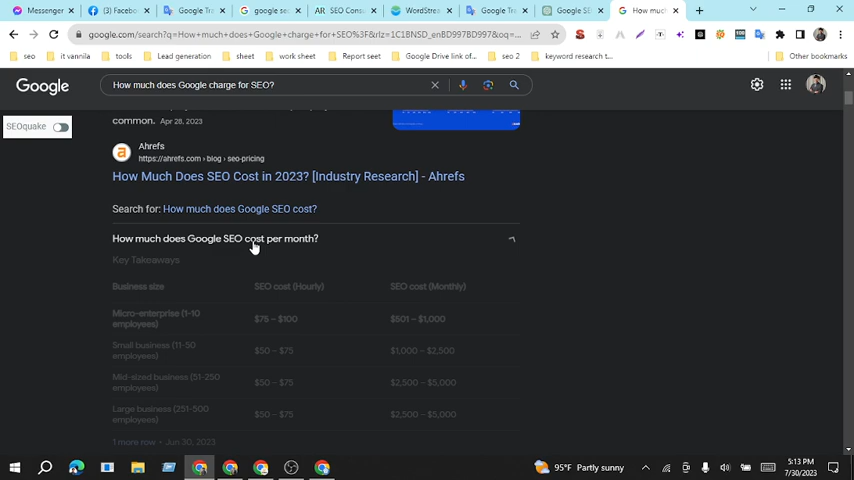 Messenger
(3) Faceboo
Google Tra
google seo
SEO Cons
WordStrea
Google Tra
Google SE
How much
google.com/search?q=How+much+does+Google+charge+for+SEO%3F&rlz=1C1BNSD_enBD997BD997&oq=...
seo
it vannila
tools
Lead generation
sheet
work sheet
Report seet
Google Drive link of...
seo 2
keyword research t...
Other bookmarks
Google
How much does Google charge for SEO?
SEOquake
common. Apr 28, 2023
Ahrefs
https://ahrefs.com › blog › seo-pricing
How Much Does SEO Cost in 2023? [Industry Research] - Ahrefs
Search for: How much does Google SEO cost?
How much does Google SEO cost per month?
Key Takeaways
Business size SEO cost (Hourly) SEO cost (Monthly)
Micro-enterprise (1-10 employees) $75 – $100 $501 – $1,000
Small business (11-50 employees) $50 – $75 $1,000 – $2,500
Mid-sized business (51-250 employees) $50 – $75 $2,500 – $5,000
Large business (251-500 employees) $50 – $75 $2,500 – $5,000
1 more row • Jun 30, 2023
95°F Partly sunny
5:13 PM
7/30/2023